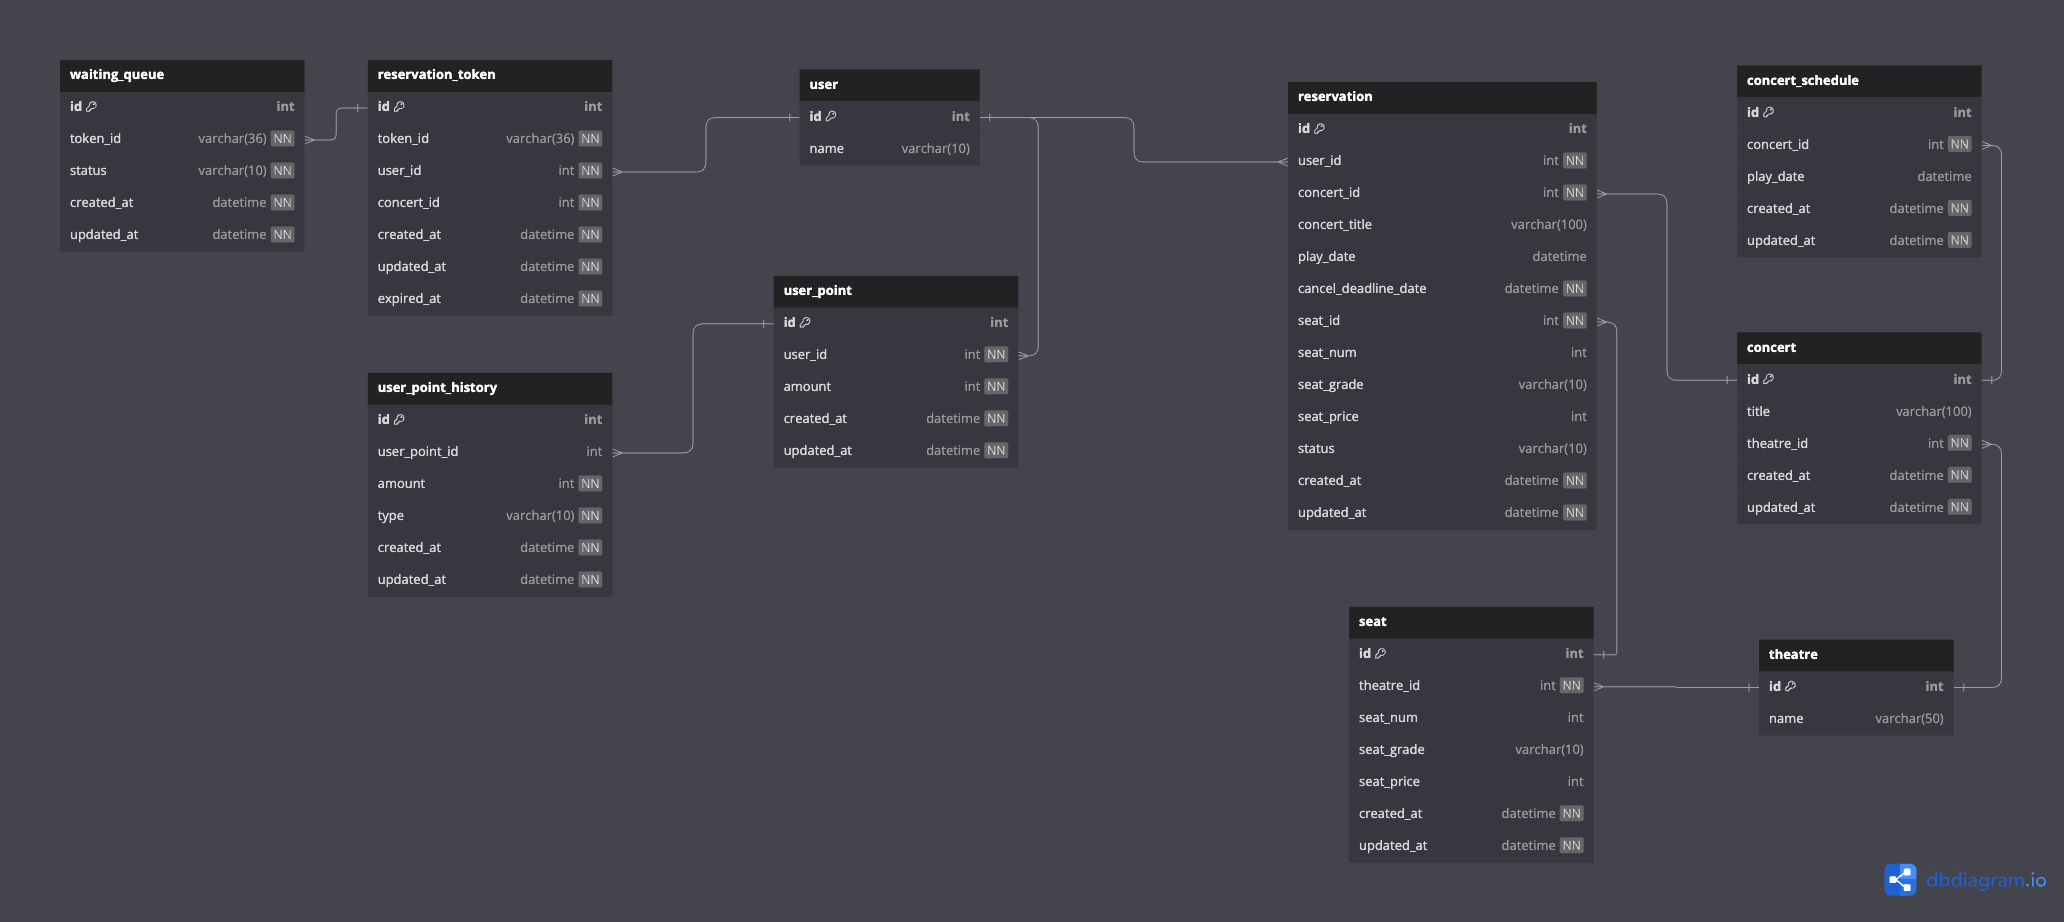 waiting_queue
id int
token_id varchar(36) NN
status varchar(10) NN
created_at datetime NN
updated_at datetime NN
reservation_token
id int
token_id varchar(36) NN
user_id int NN
concert_id int NN
created_at datetime NN
updated_at datetime NN
expired_at datetime NN
user
id int
name varchar(10)
user_point
id int
user_id int NN
amount int NN
created_at datetime NN
updated_at datetime NN
user_point_history
id int
user_point_id int
amount int NN
type varchar(10) NN
created_at datetime NN
updated_at datetime NN
reservation
id int
user_id int NN
concert_id int NN
concert_title varchar(100)
play_date datetime
cancel_deadline_date datetime NN
seat_id int NN
seat_num int
seat_grade varchar(10)
seat_price int
status varchar(10)
created_at datetime NN
updated_at datetime NN
concert_schedule
id int
concert_id int NN
play_date datetime
created_at datetime NN
updated_at datetime NN
concert
id int
title varchar(100)
theatre_id int NN
created_at datetime NN
updated_at datetime NN
seat
id int
theatre_id int NN
seat_num int
seat_grade varchar(10)
seat_price int
created_at datetime NN
updated_at datetime NN
theatre
id int
name varchar(50)
dbdiagram.io